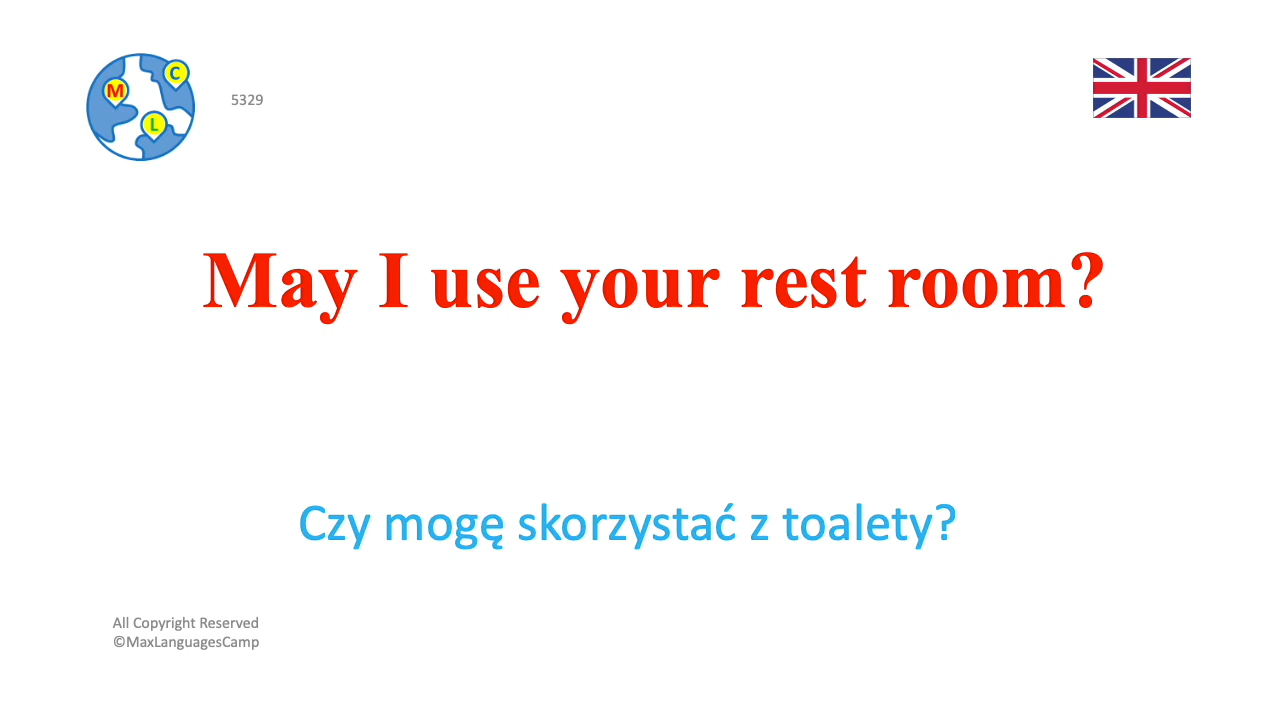 M
C
L
5329
May I use your rest room?
Czy mogę skorzystać z toalety?
All Copyright Reserved
©MaxLanguagesCamp